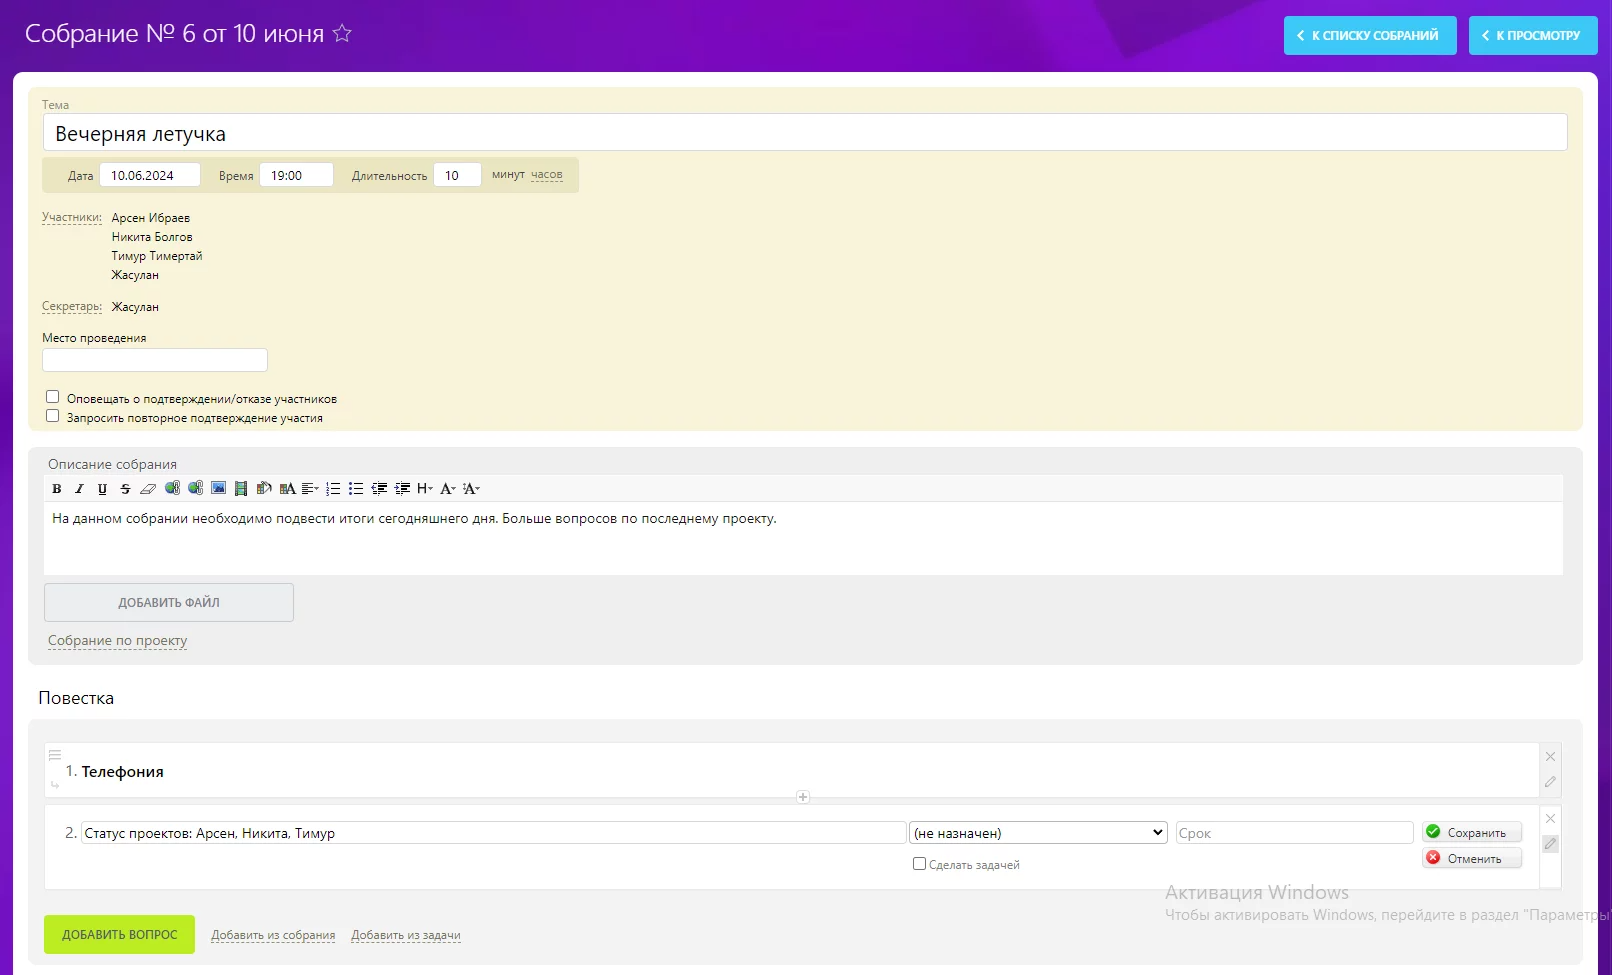 Собрание № 6 от 10 июня
К СПИСКУ СОБРАНИЙ
К ПРОСМОТРУ
Тема
Вечерняя летучка
Дата 10.06.2024 Время 19:00 Длительность 10 минут часов
Участники: Арсен Ибраев
Никита Болгов
Тимур Тимертай
Жасулан
Секретарь: Жасулан
Место проведения
Оповещать о подтверждении/отказе участников
Запросить повторное подтверждение участия
Описание собрания
На данном собрании необходимо подвести итоги сегодняшнего дня. Больше вопросов по последнему проекту.
ДОБАВИТЬ ФАЙЛ
Собрание по проекту
Повестка
1. Телефония
2. Статус проектов: Арсен, Никита, Тимур (не назначен) Срок Сохранить
Сделать задачей Отменить
Активация Windows
Чтобы активировать Windows, перейдите в раздел "Параметры"
ДОБАВИТЬ ВОПРОС Добавить из собрания Добавить из задачи